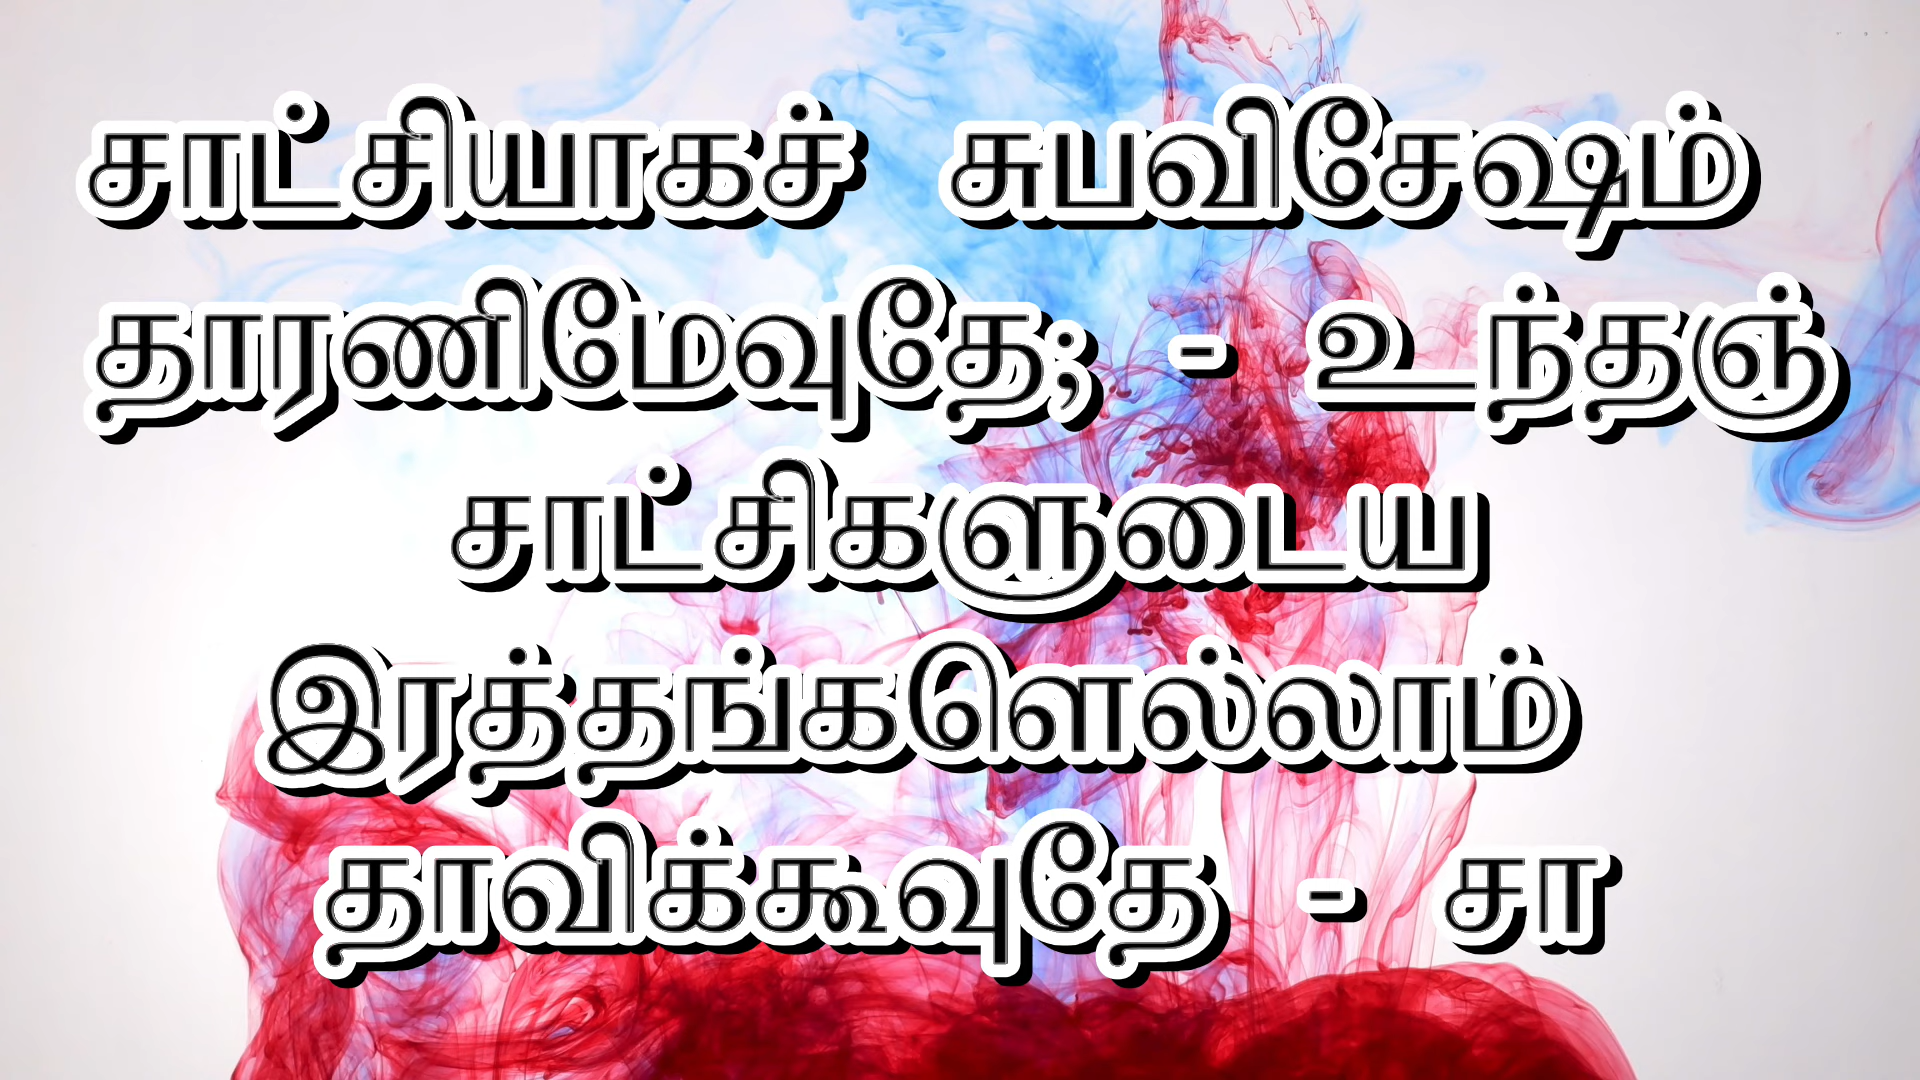 சாட்சியாகச் சுபவிசேஷம்
தாரணிமேவுதே; - உந்தஞ்
சாட்சிகளுடைய
இரத்தங்களெல்லாம்
தாவிக்கூவுதே - சா